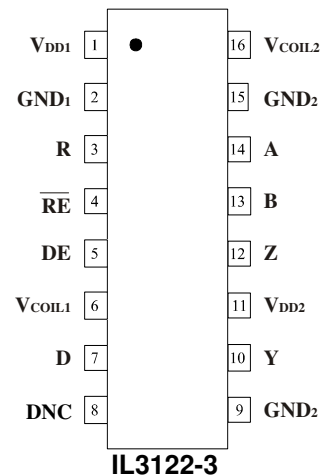 VDD1 1 16 VCOIL2
GND1 2 15 GND2
R 3 14 A
RE 4 13 B
DE 5 12 Z
VCOIL1 6 11 VDD2
D 7 10 Y
DNC 8 9 GND2
IL3122-3